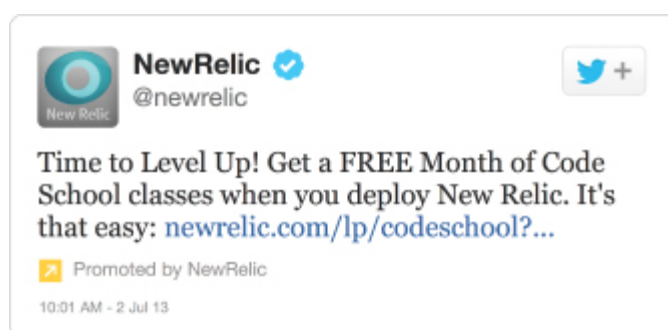 NewRelic
@newrelic
New Relic
Time to Level Up! Get a FREE Month of Code
School classes when you deploy New Relic. It's
that easy: newrelic.com/lp/codeschool?...
Promoted by NewRelic
10:01 AM - 2 Jul 13